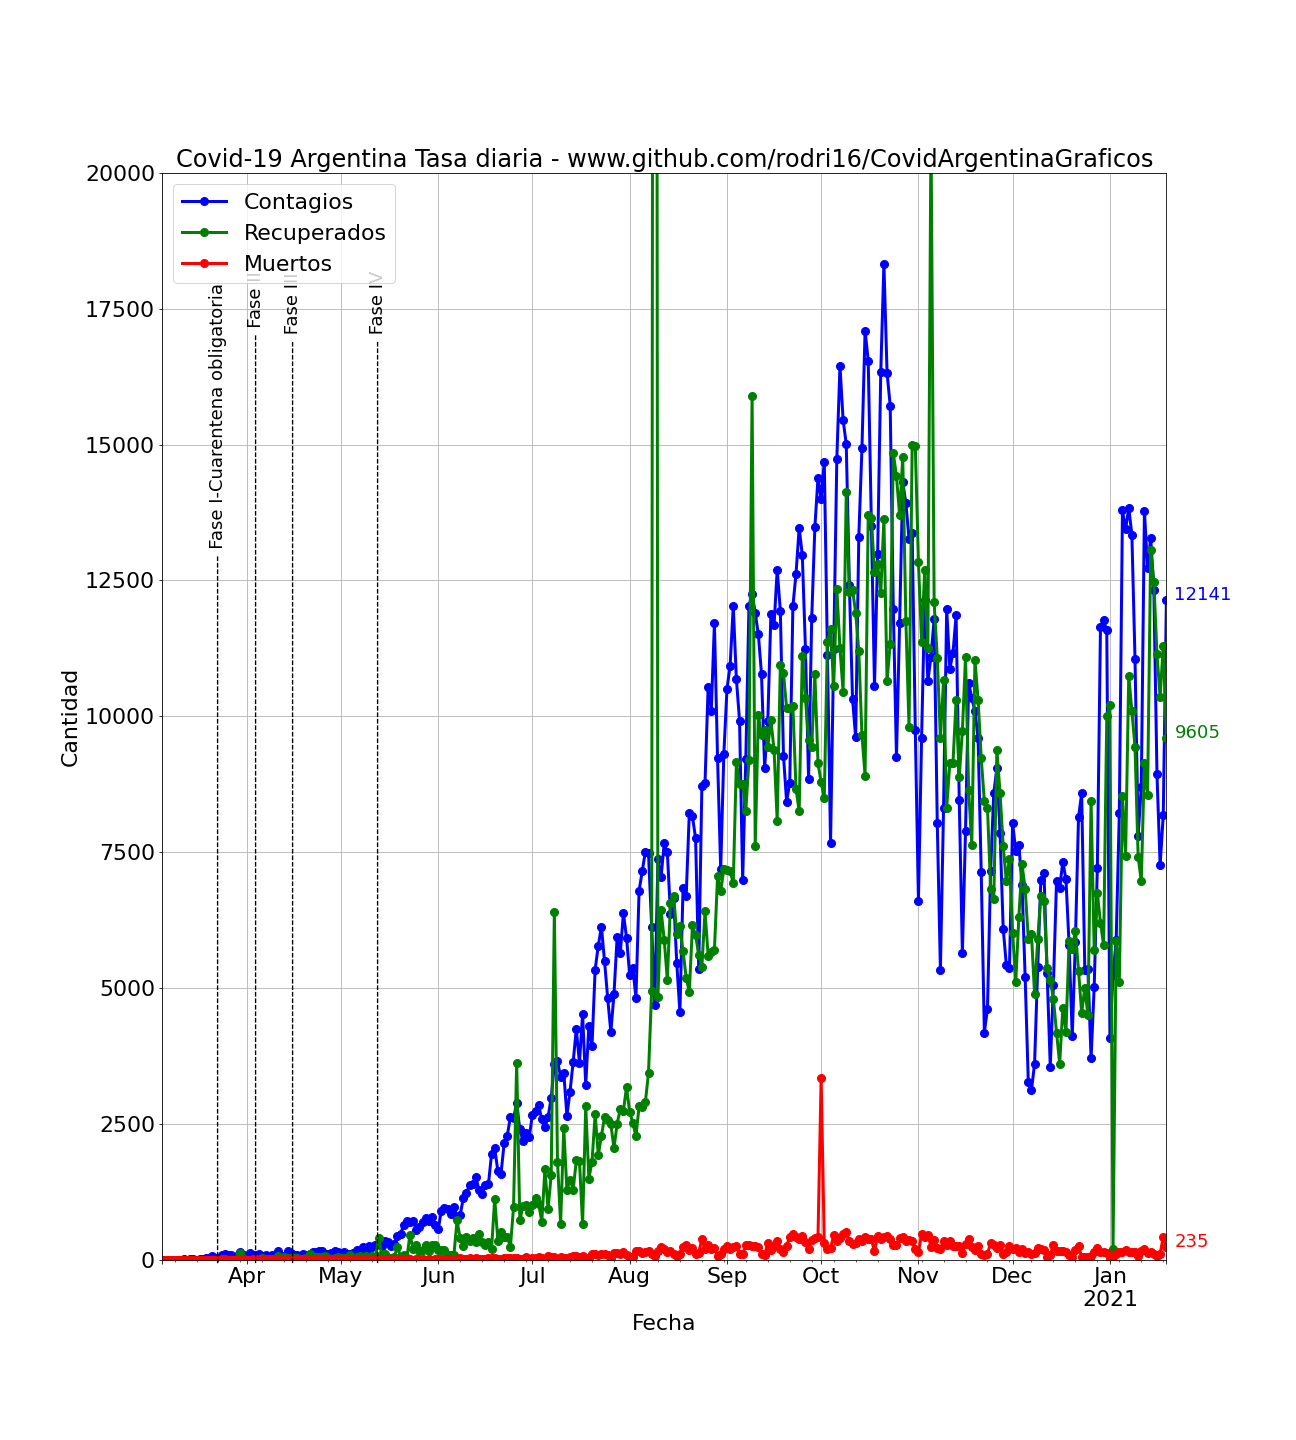 Covid-19 Argentina Tasa diaria - www.github.com/rodri16/CovidArgentinaGraficos
Contagios
Recuperados
Muertos
Fase I-Cuarentena obligatoria
Fase II
Fase III
Fase IV
Cantidad
20000
17500
15000
12500
10000
7500
5000
2500
0
12141
9605
235
Apr
May
Jun
Jul
Aug
Sep
Oct
Nov
Dec
Jan
2021
Fecha